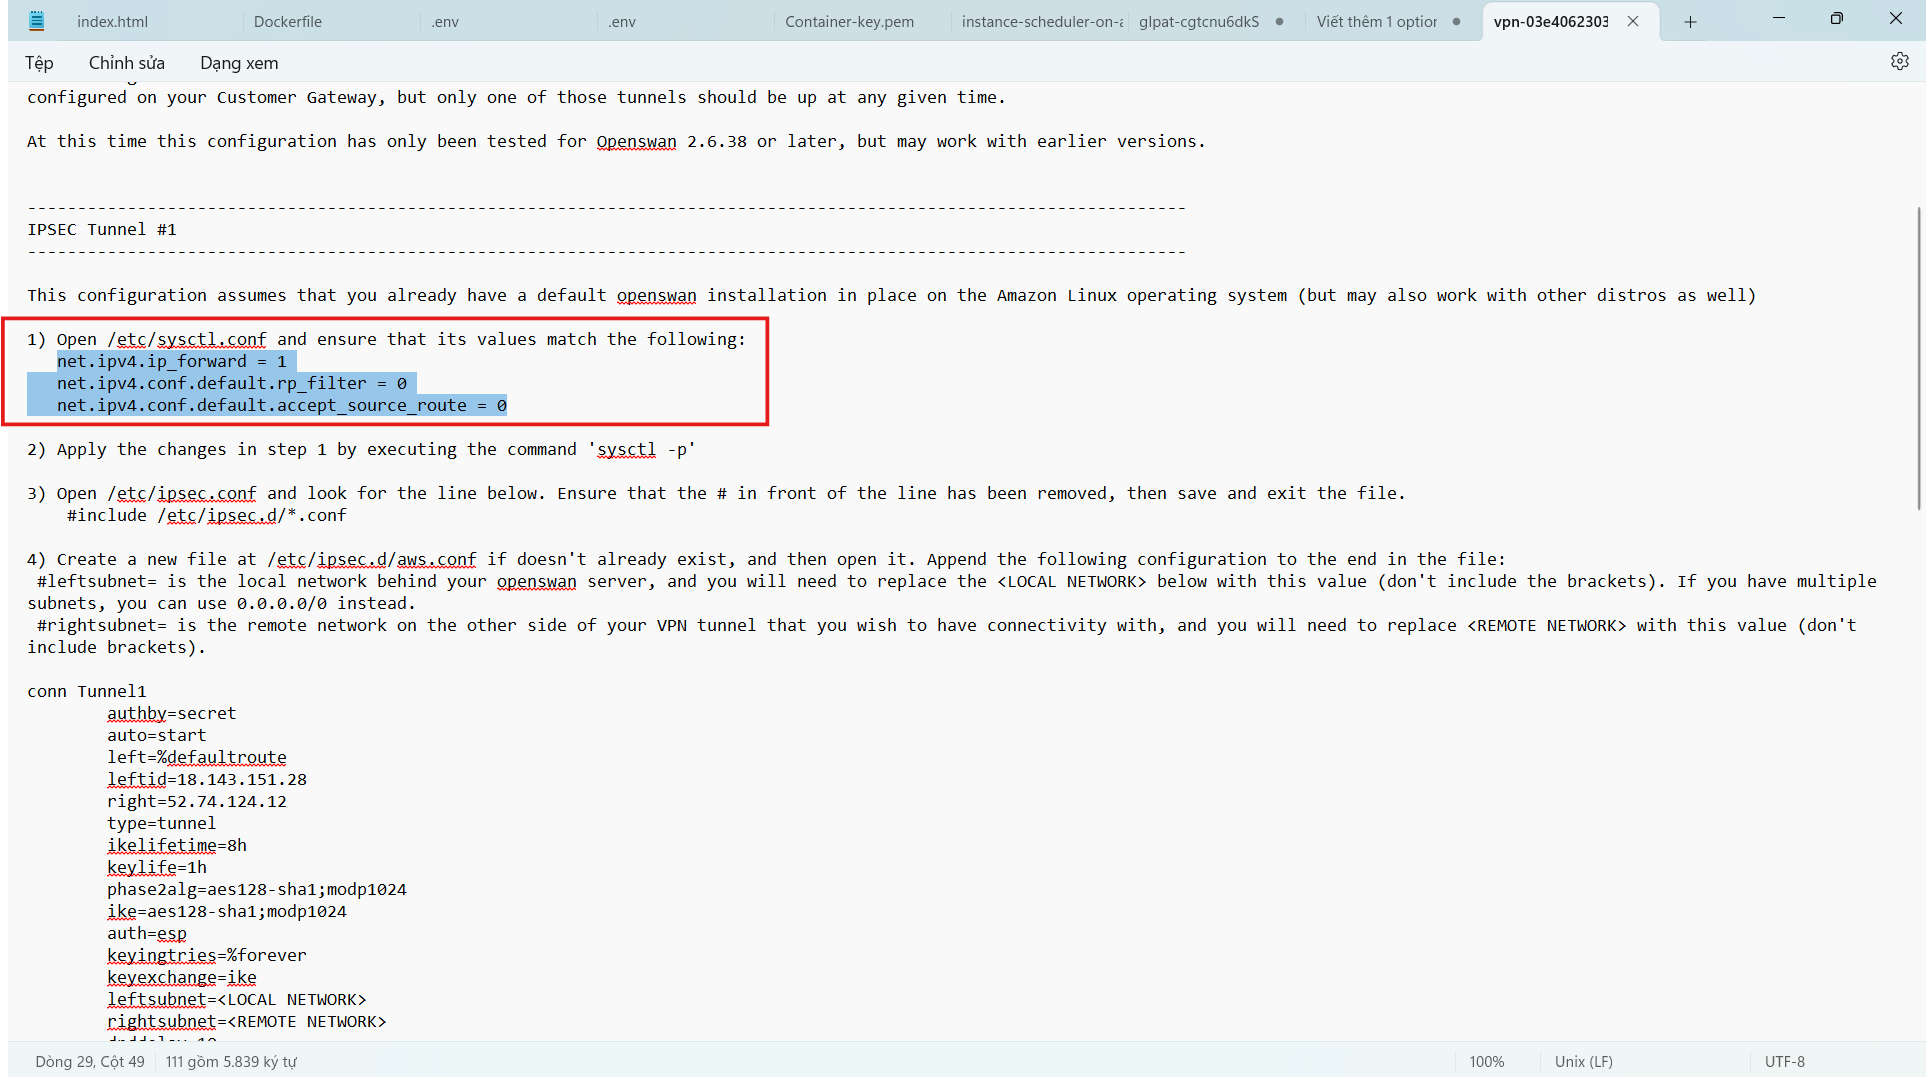 index.html
Dockerfile
.env
.env
Container-key.pem
instance-scheduler-on-a
glpat-cgtcnu6dkS
Viết thêm 1 option
vpn-03e4062303
Tệp
Chỉnh sửa
Dạng xem
configured on your Customer Gateway, but only one of those tunnels should be up at any given time.
At this time this configuration has only been tested for Openswan 2.6.38 or later, but may work with earlier versions.
--------------------------------------------------------------------------------------------------------------------
IPSEC Tunnel #1
--------------------------------------------------------------------------------------------------------------------
This configuration assumes that you already have a default openswan installation in place on the Amazon Linux operating system (but may also work with other distros as well)
1) Open /etc/sysctl.conf and ensure that its values match the following:
net.ipv4.ip_forward = 1
net.ipv4.conf.default.rp_filter = 0
net.ipv4.conf.default.accept_source_route = 0
2) Apply the changes in step 1 by executing the command 'sysctl -p'
3) Open /etc/ipsec.conf and look for the line below. Ensure that the # in front of the line has been removed, then save and exit the file.
#include /etc/ipsec.d/*.conf
4) Create a new file at /etc/ipsec.d/aws.conf if doesn't already exist, and then open it. Append the following configuration to the end in the file:
#leftsubnet= is the local network behind your openswan server, and you will need to replace the <LOCAL NETWORK> below with this value (don't include the brackets). If you have multiple
subnets, you can use 0.0.0.0/0 instead.
#rightsubnet= is the remote network on the other side of your VPN tunnel that you wish to have connectivity with, and you will need to replace <REMOTE NETWORK> with this value (don't
include brackets).
conn Tunnel1
authby=secret
auto=start
left=%defaultroute
leftid=18.143.151.28
right=52.74.124.12
type=tunnel
ikelifetime=8h
keylife=1h
phase2alg=aes128-sha1;modp1024
ike=aes128-sha1;modp1024
auth=esp
keyingtries=%forever
keyexchange=ike
leftsubnet=<LOCAL NETWORK>
rightsubnet=<REMOTE NETWORK>
Dòng 29, Cột 49
111 gồm 5.839 ký tự
100%
Unix (LF)
UTF-8